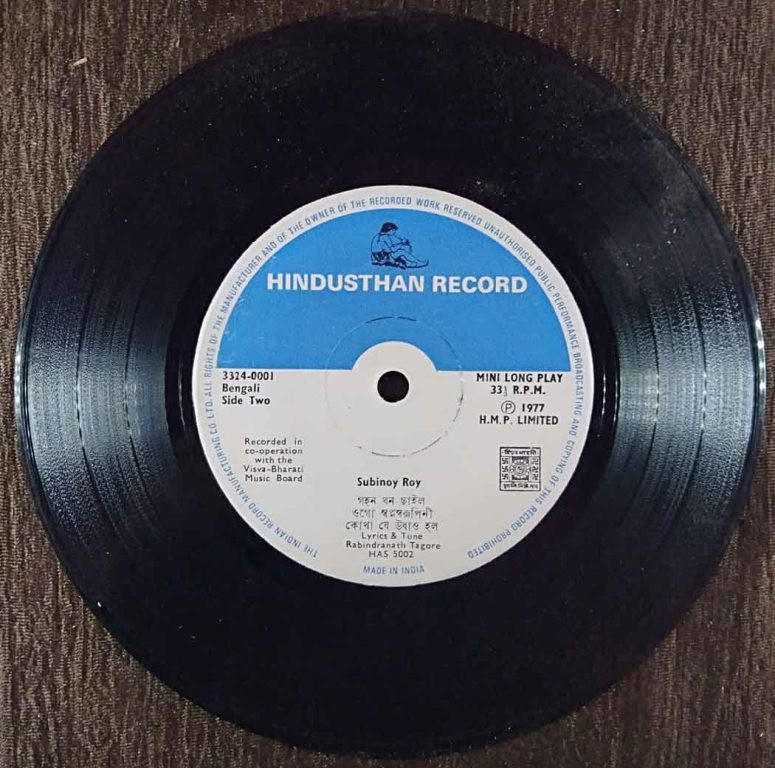 THE INDIAN RECORD MANUFACTURING CO. LTD. ALL RIGHTS OF THE MANUFACTURER AND OF THE OWNER OF THE RECORDED WORK RESERVED UNAUTHORISED PUBLIC PERFORMANCE BROADCASTING AND COPYING OF THIS RECORD PROHIBITED
HINDUSTHAN RECORD
3324-0001
Bengali
Side Two
MINI LONG PLAY
33⅓ R.P.M.
Ⓟ 1977
H.M.P. LIMITED
Recorded in
co-operation
with the
Visva-Bharati
Music Board
Subinoy Roy
গহন ঘন ছাইল
ওগো স্বপ্নস্বরূপিনী
কোথা যে উধাও হল
Lyrics & Tune
Rabindranath Tagore
HAS 5002
MADE IN INDIA